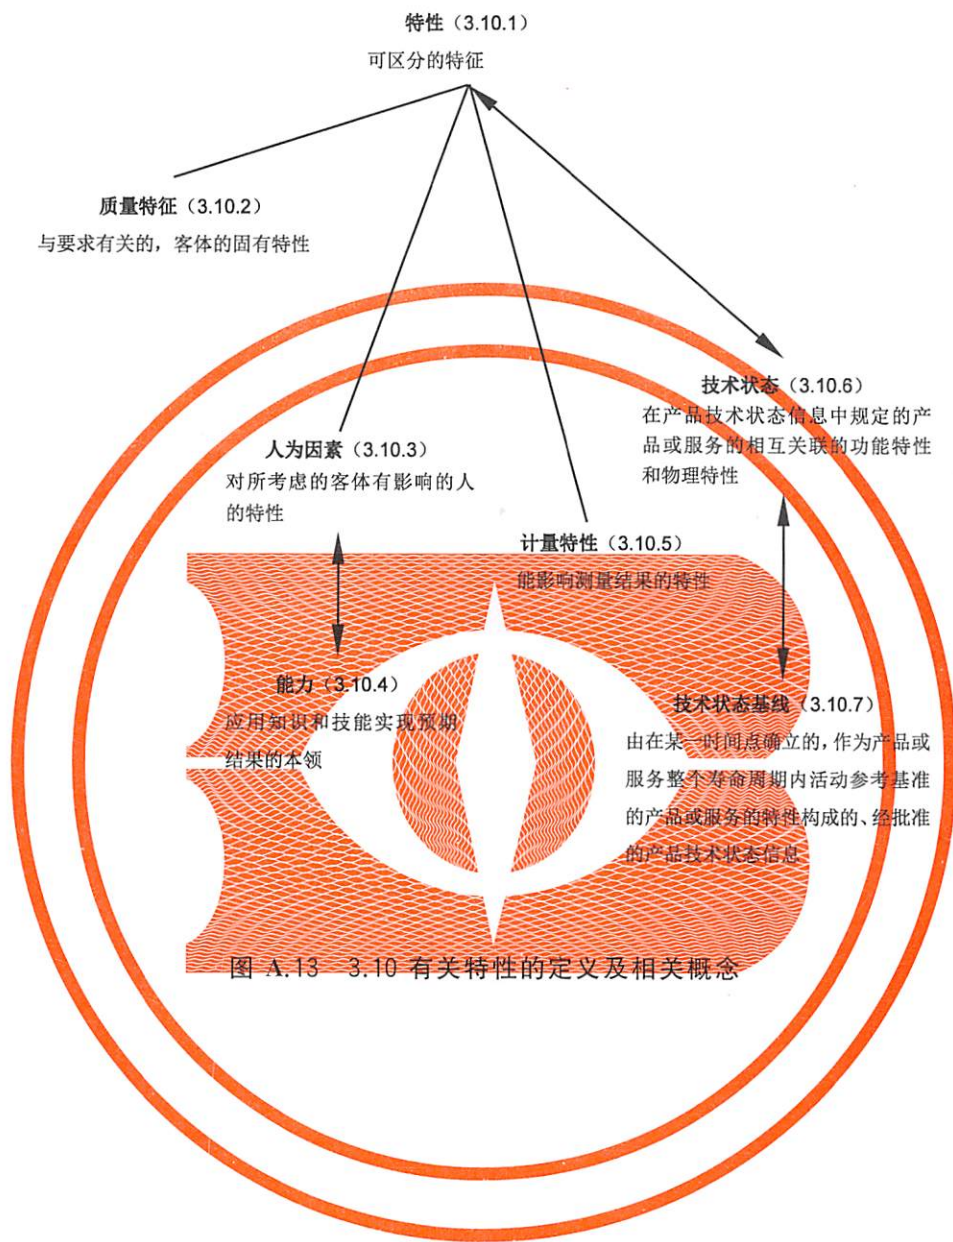 特性（3.10.1）
可区分的特征
质量特征（3.10.2）
与要求有关的，客体的固有特性
人为因素（3.10.3）
对所考虑的客体有影响的人
的特性
能力（3.10.4）
应用知识和技能实现预期
结果的本领
计量特性（3.10.5）
能影响测量结果的特性
技术状态（3.10.6）
在产品技术状态信息中规定的产
品或服务的相互关联的功能特性
和物理特性
技术状态基线（3.10.7）
由在某一时间点确立的，作为产品或
服务整个寿命周期内活动参考基准
的产品或服务的特性构成的、经批准
的产品技术状态信息
图 A.13 3.10 有关特性的定义及相关概念